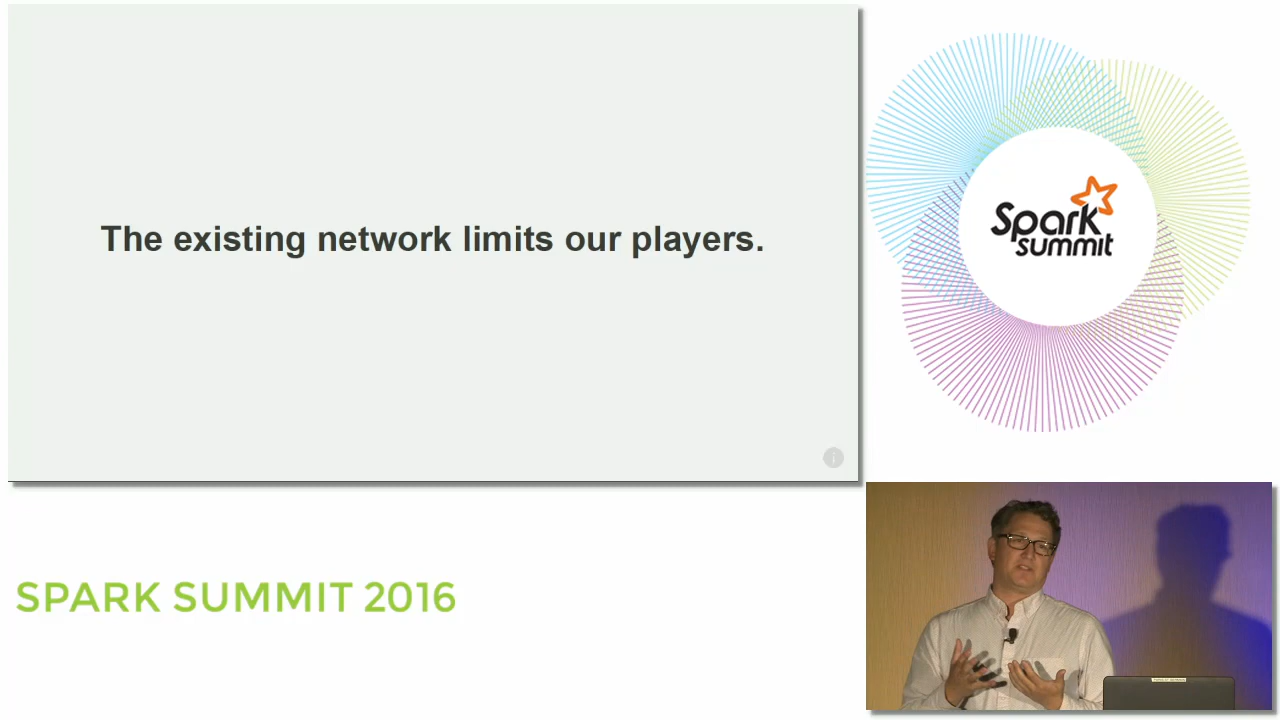 The existing network limits our players.
Spark
summit
SPARK SUMMIT 2016